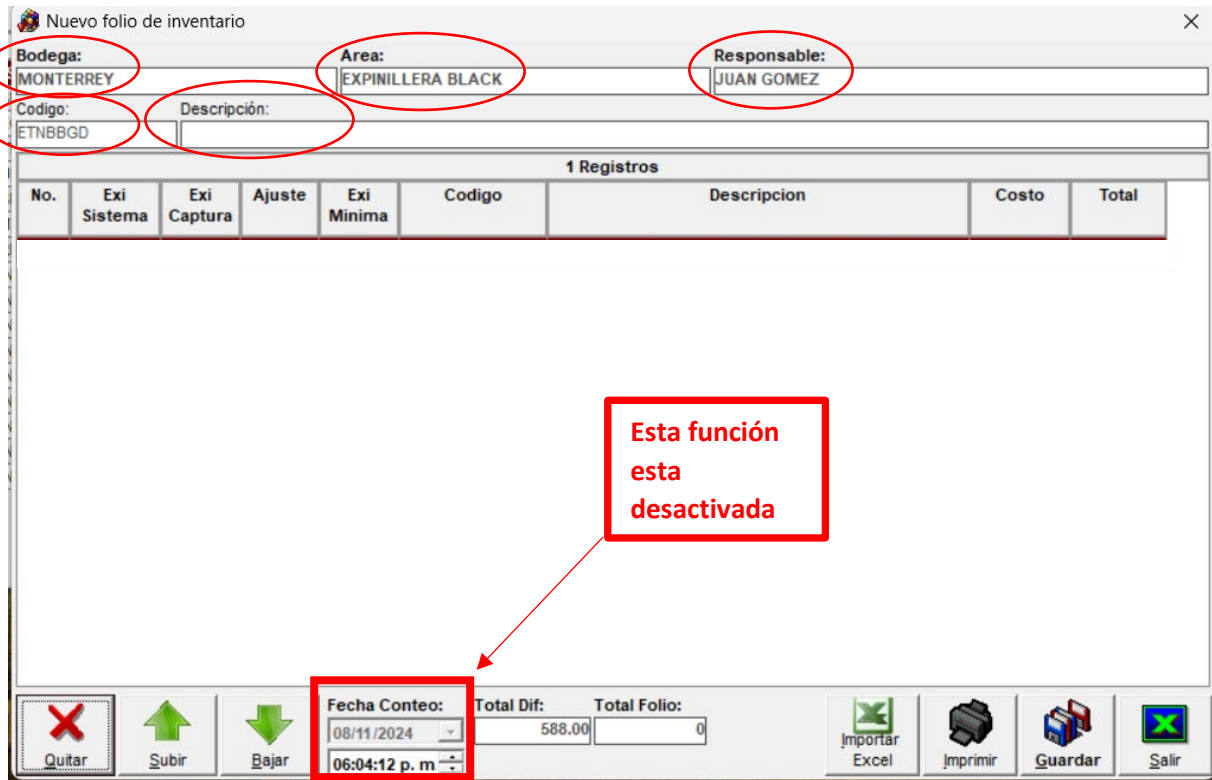 Nuevo folio de inventario
Bodega: Area: Responsable:
MONTERREY EXPINILLERA BLACK JUAN GOMEZ
Codigo: Descripción:
ETNBBGD
1 Registros
No. Exi Sistema Exi Captura Ajuste Exi Minima Codigo Descripcion Costo Total
Esta función
esta
desactivada
Fecha Conteo: Total Dif: Total Folio:
08/11/2024 588.00 0
06:04:12 p. m
Quitar Subir Bajar Importar Excel Imprimir Guardar Salir